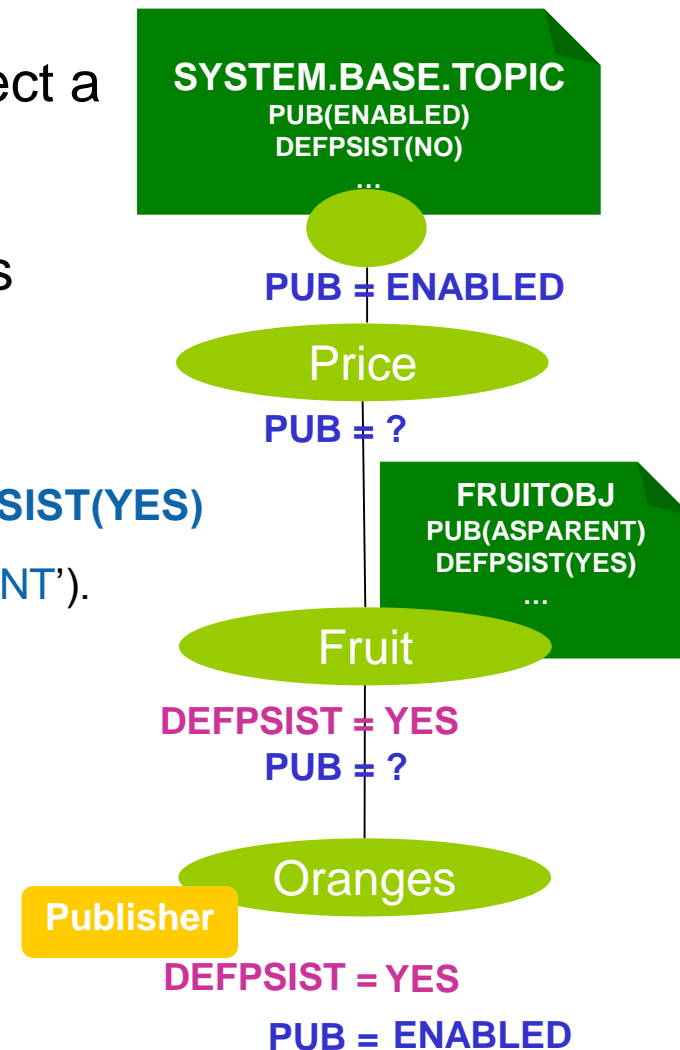 ect a
SYSTEM.BASE.TOPIC
PUB(ENABLED)
DEFPSIST(NO)
...
s
PUB = ENABLED
Price
PUB = ?
SIST(YES)
FRUITOBJ
PUB(ASPARENT)
DEFPSIST(YES)
...
NT’).
Fruit
DEFPSIST = YES
PUB = ?
Oranges
Publisher
DEFPSIST = YES
PUB = ENABLED